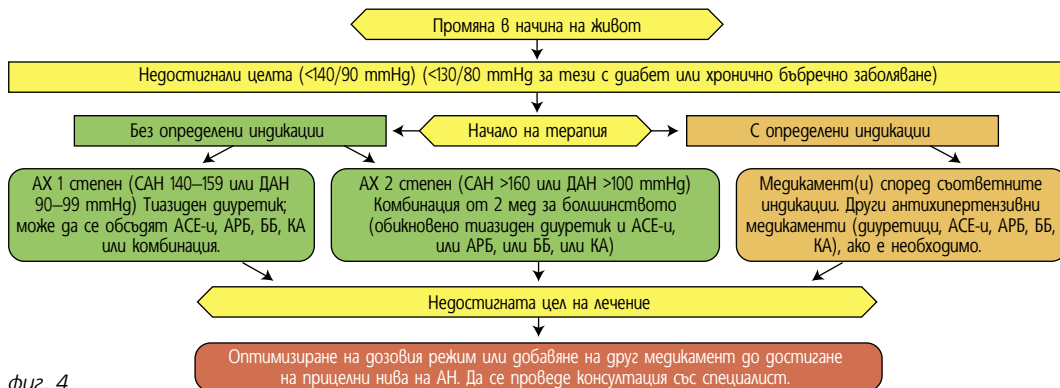 Промяна в начина на живот
Недостигнали целта (<140/90 mmHg) (<130/80 mmHg за тези с диабет или хронично бъбречно заболяване)
Без определени индикации
Начало на терапия
С определени индикации
АХ 1 степен (САН 140–159 или ДАН
90–99 mmHg) Тиазиден диуретик;
може да се обсъдят ACE-и, АРБ, ББ, КА
или комбинация.
АХ 2 степен (САН >160 или ДАН >100 mmHg)
Комбинация от 2 мед за болшинството
(обикновено тиазиден диуретик и ACE-и,
или АРБ, или ББ, или КА)
Медикамент(и) според съответните
индикации. Други антихипертензивни
медикаменти (диуретици, ACE-и, АРБ, ББ,
КА), ако е необходимо.
Недостигната цел на лечение
Оптимизиране на дозовия режим или добавяне на друг медикамент до достигане
на прицелни нива на АН. Да се проведе консултация със специалист.
фиг. 4